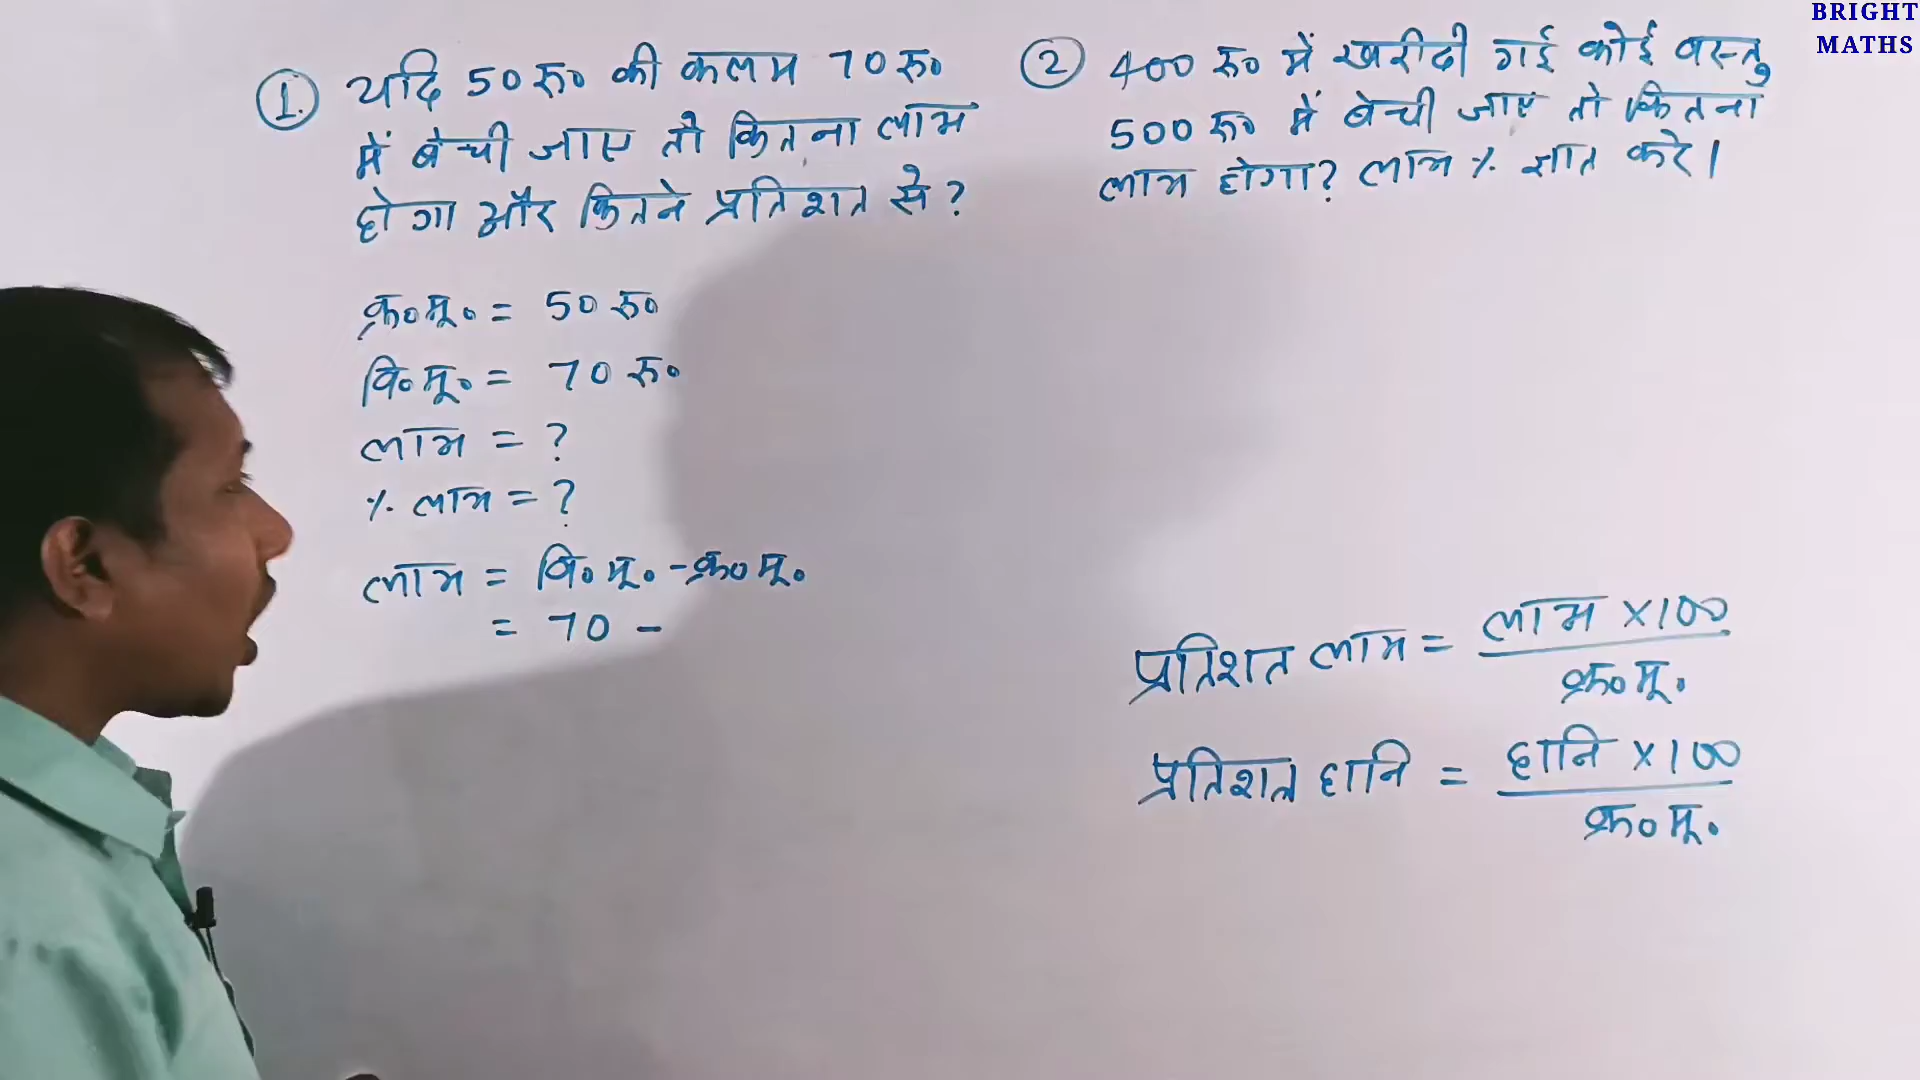 BRIGHT
MATHS
1. यदि 50 रु० की कलम 70 रु०
में बेची जाए तो कितना लाभ
होगा और कितने प्रतिशत से ?
क्र०मू० = 50 रु०
वि०मू० = 70 रु०
लाभ = ?
% लाभ = ?
लाभ = वि०मू० - क्र०मू०
= 70 -
2 400 रु० में खरीदी गई कोई वस्तु
500 रु० में बेची जाए तो कितना
लाभ होगा? लाभ % ज्ञात करे।
प्रतिशत लाभ = लाभ ×100
क्र०मू०
प्रतिशत हानि = हानि ×100
क्र०मू०